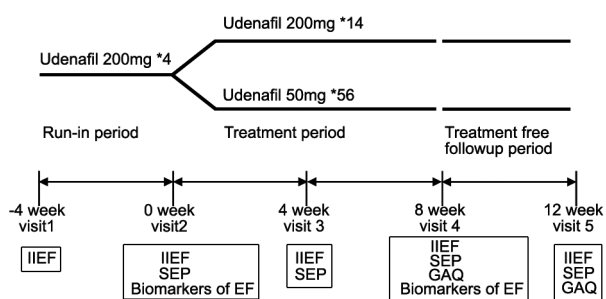 Udenafil 200mg *14
Udenafil 200mg *4
Udenafil 50mg *56
Run-in period
Treatment period
Treatment free
followup period
-4 week
visit1
0 week
visit2
4 week
visit 3
8 week
visit 4
12 week
visit 5
IIEF
IIEF
SEP
Biomarkers of EF
IIEF
SEP
IIEF
SEP
GAQ
Biomarkers of EF
IIEF
SEP
GAQ